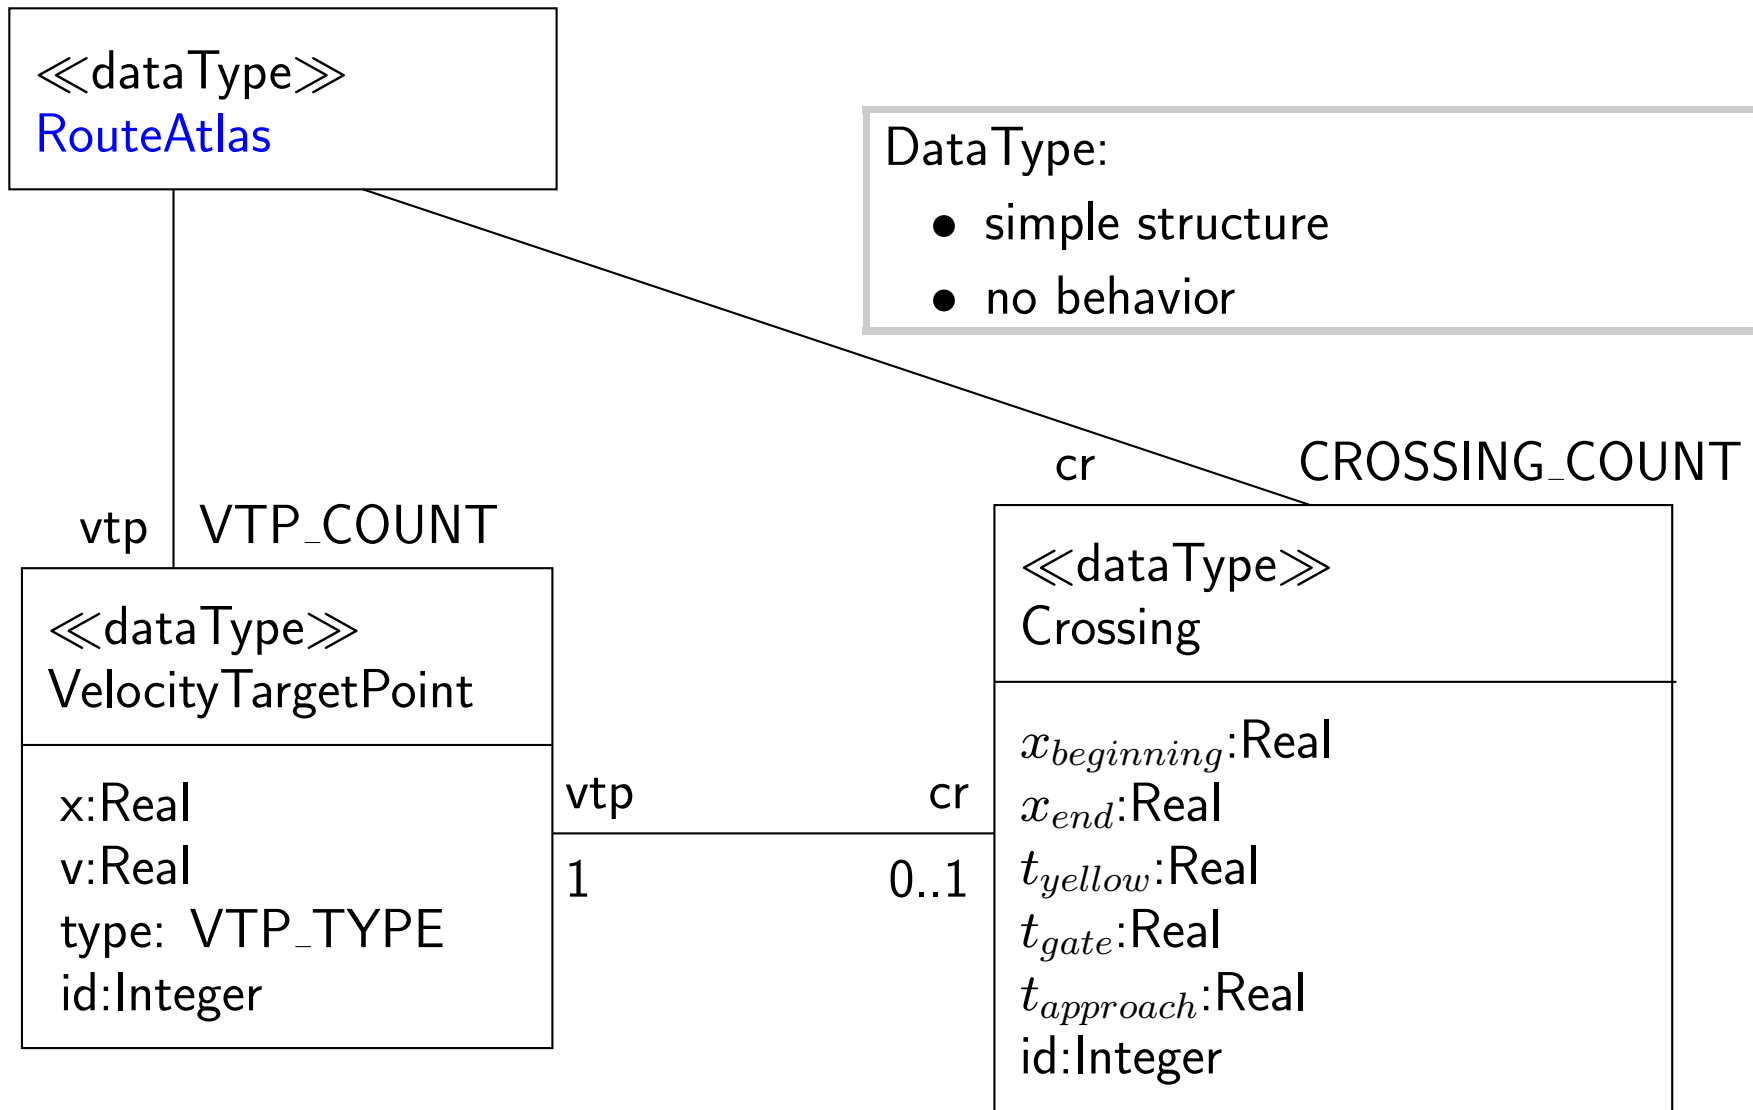 ≪dataType≫
RouteAtlas
DataType:
• simple structure
• no behavior
cr CROSSING_COUNT
vtp VTP_COUNT
≪dataType≫
VelocityTargetPoint
x:Real
v:Real
type: VTP_TYPE
id:Integer
vtp cr
1 0..1
≪dataType≫
Crossing
x_beginning:Real
x_end:Real
t_yellow:Real
t_gate:Real
t_approach:Real
id:Integer